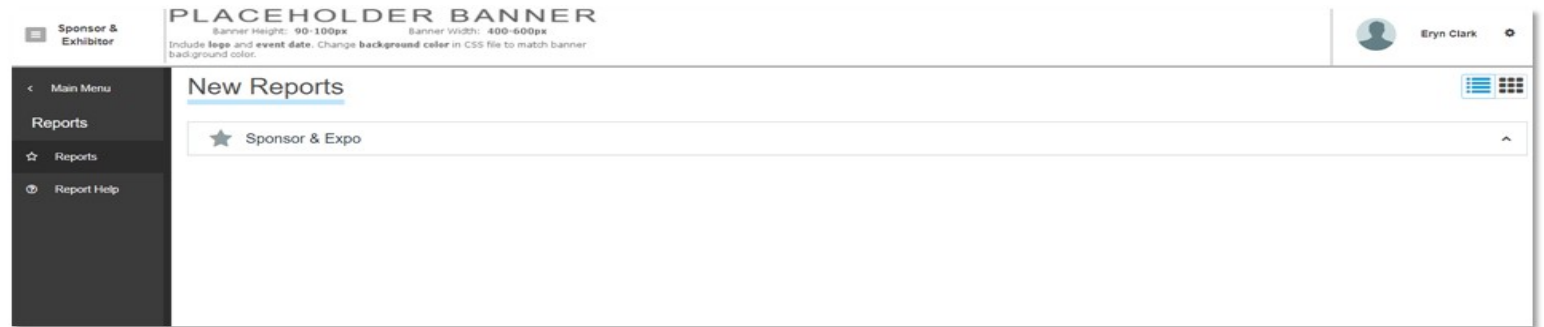 Sponsor &
Exhibitor
PLACEHOLDER BANNER
Banner Height: 90-100px Banner Width: 400-600px
Include logo and event date. Change background color in CSS file to match banner
background color.
Eryn Clark
< Main Menu
New Reports
Reports
Sponsor & Expo
Reports
Report Help